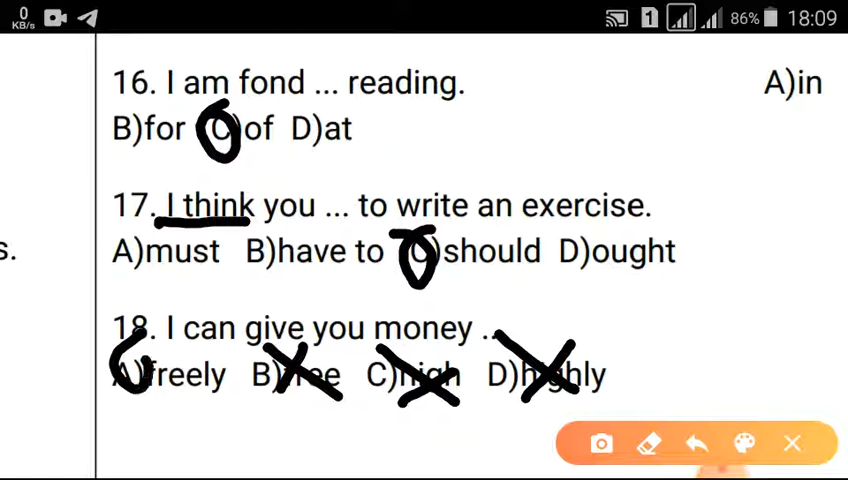 0 KB/s 1 86% 18:09
16. I am fond ... reading. A)in
B)for C)of D)at
17. I think you ... to write an exercise.
s. A)must B)have to C)should D)ought
18. I can give you money ...
A)freely B)free C)high D)highly